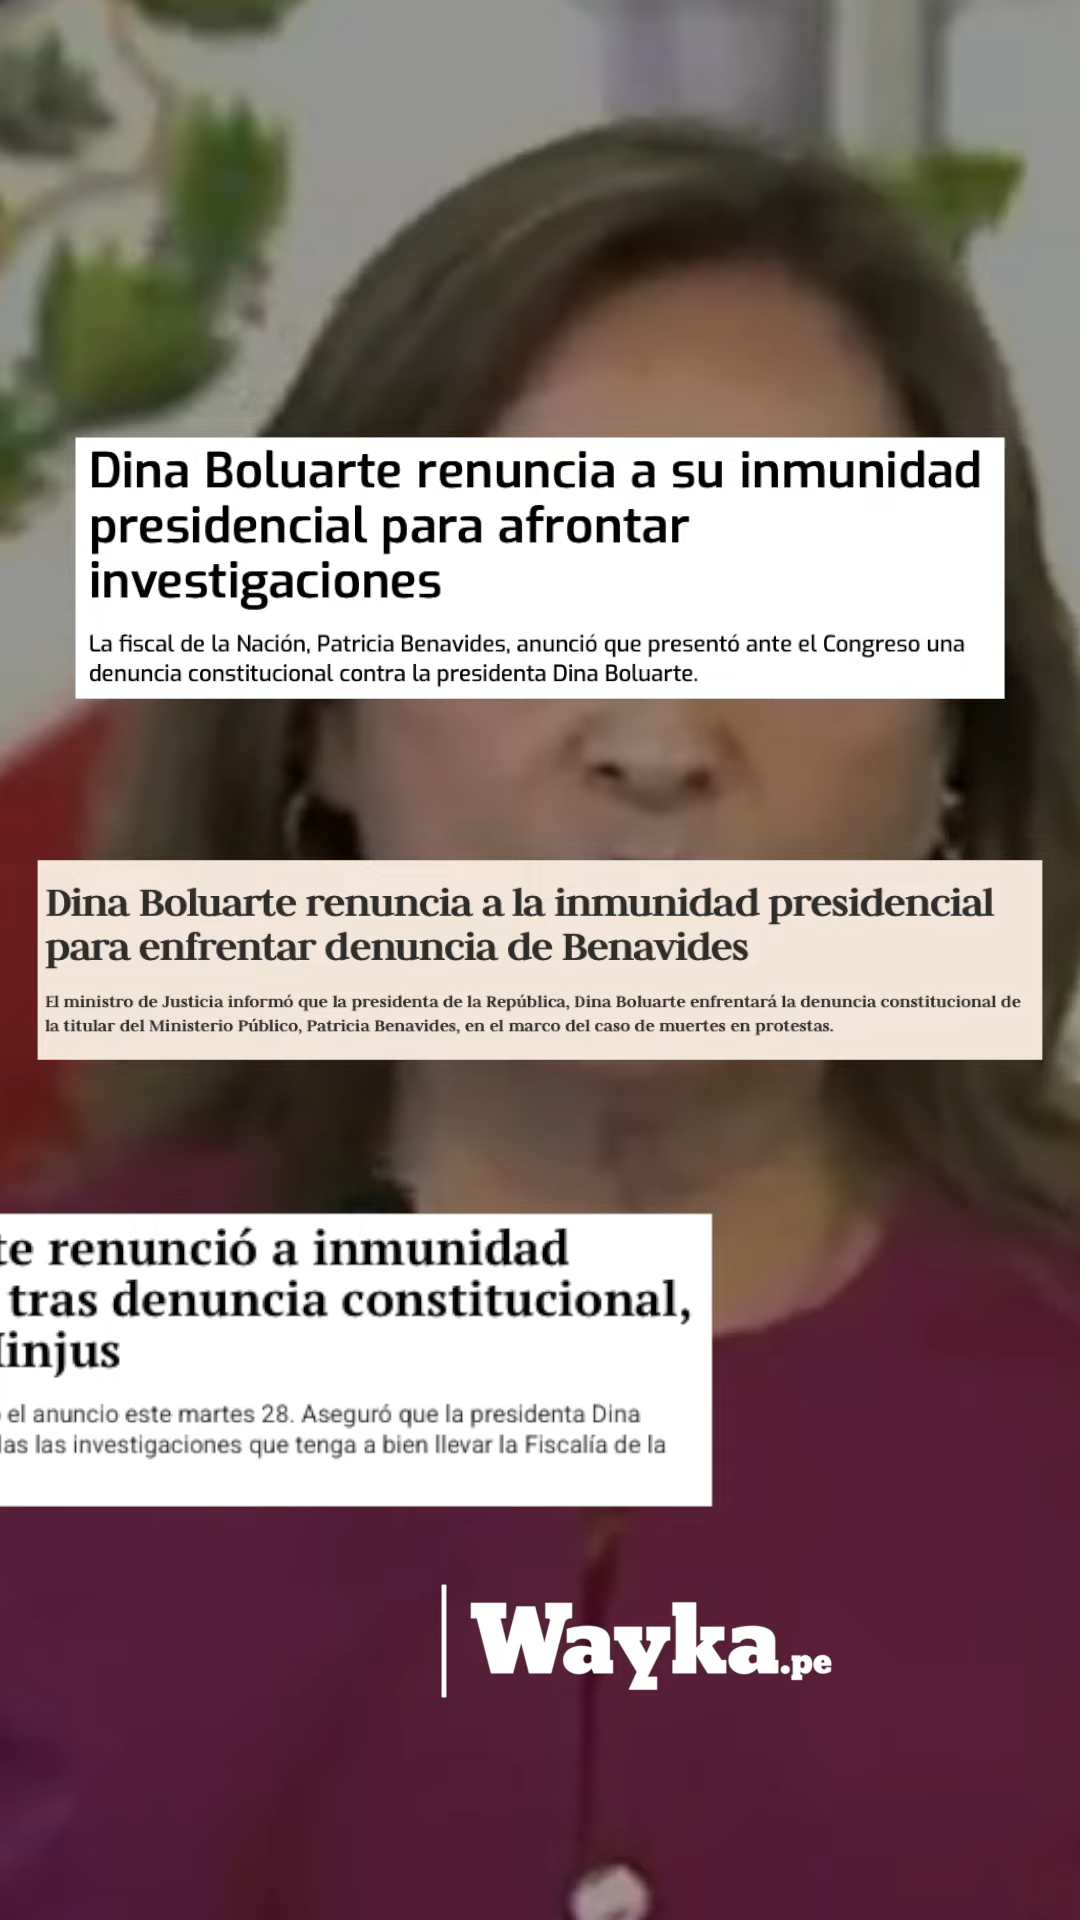 Dina Boluarte renuncia a su inmunidad
presidencial para afrontar
investigaciones
La fiscal de la Nación, Patricia Benavides, anunció que presentó ante el Congreso una
denuncia constitucional contra la presidenta Dina Boluarte.
Dina Boluarte renuncia a la inmunidad presidencial
para enfrentar denuncia de Benavides
El ministro de Justicia informó que la presidenta de la República, Dina Boluarte enfrentará la denuncia constitucional de
la titular del Ministerio Público, Patricia Benavides, en el marco del caso de muertes en protestas.
renunció a inmunidad
tras denuncia constitucional,
el anuncio este martes 28. Aseguró que la presidenta Dina
las investigaciones que tenga a bien llevar la Fiscalía de la
Wayka.pe